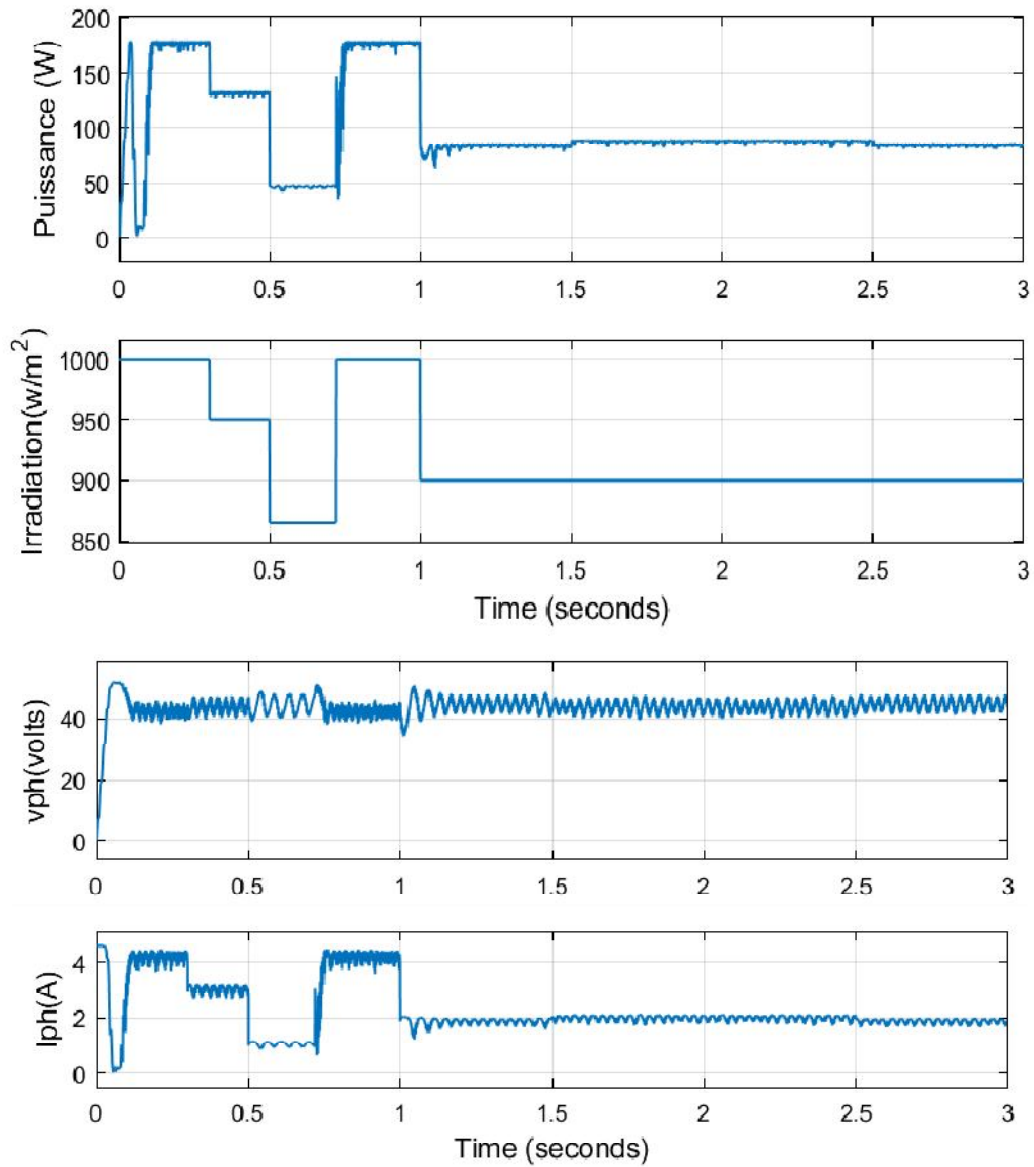 Puissance (W)
200
150
100
50
0
0 0.5 1 1.5 2 2.5 3
Irradiation(w/m²)
1000
950
900
850
0 0.5 1 1.5 2 2.5 3
Time (seconds)
vph(volts)
40
20
0
0 0.5 1 1.5 2 2.5 3
Iph(A)
4
2
0
0 0.5 1 1.5 2 2.5 3
Time (seconds)